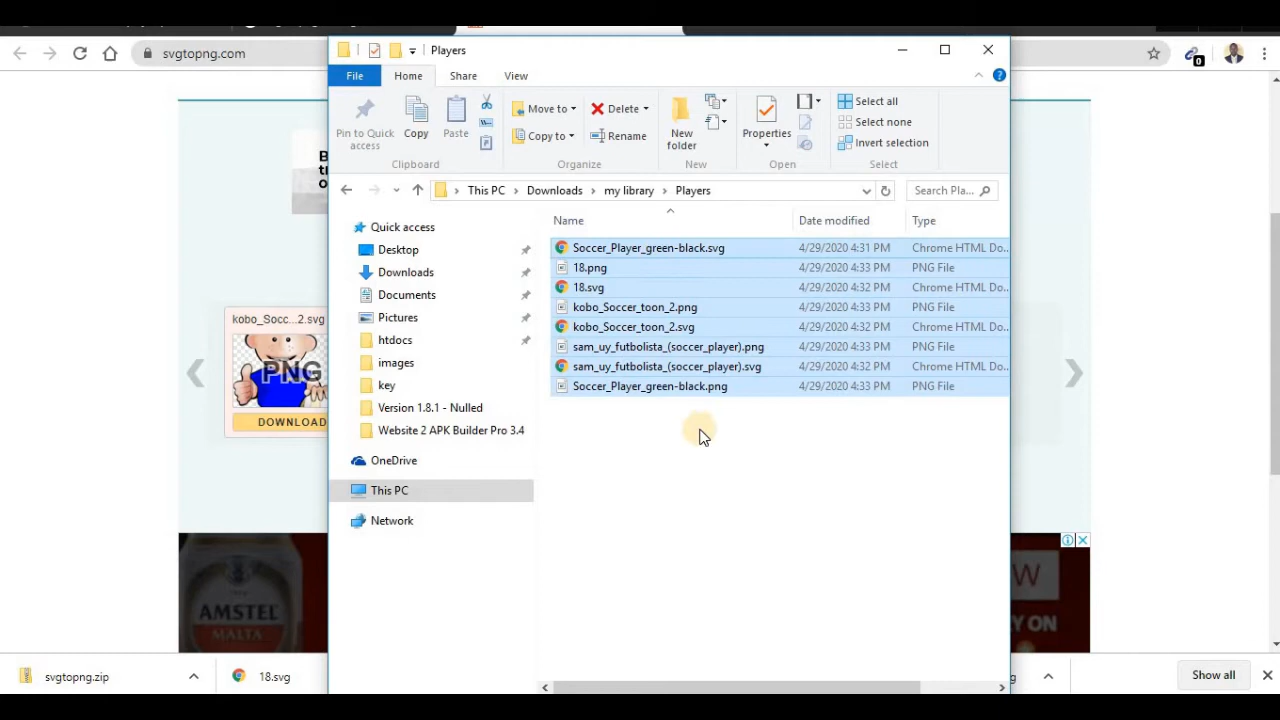 svgtopng.com
0
Players
File
Home
Share
View
Pin to Quick
access
Copy
Paste
Clipboard
Move to
Copy to
Delete
Rename
Organize
New
folder
New
Properties
Open
Select all
Select none
Invert selection
Select
This PC
Downloads
my library
Players
Search Pla...
Name
Date modified
Type
Quick access
Desktop
Downloads
Documents
Pictures
htdocs
images
key
Version 1.8.1 - Nulled
Website 2 APK Builder Pro 3.4
OneDrive
This PC
Network
Soccer_Player_green-black.svg 4/29/2020 4:31 PM Chrome HTML Do...
18.png 4/29/2020 4:33 PM PNG File
18.svg 4/29/2020 4:32 PM Chrome HTML Do...
kobo_Soccer_toon_2.png 4/29/2020 4:33 PM PNG File
kobo_Soccer_toon_2.svg 4/29/2020 4:32 PM Chrome HTML Do...
sam_uy_futbolista_(soccer_player).png 4/29/2020 4:33 PM PNG File
sam_uy_futbolista_(soccer_player).svg 4/29/2020 4:32 PM Chrome HTML Do...
Soccer_Player_green-black.png 4/29/2020 4:33 PM PNG File
B
tr
o
kobo_Socc...2.svg
PNG
DOWNLOAD
AMSTEL
MALTA
W
Y ON
svgtopng.zip
18.svg
g
Show all